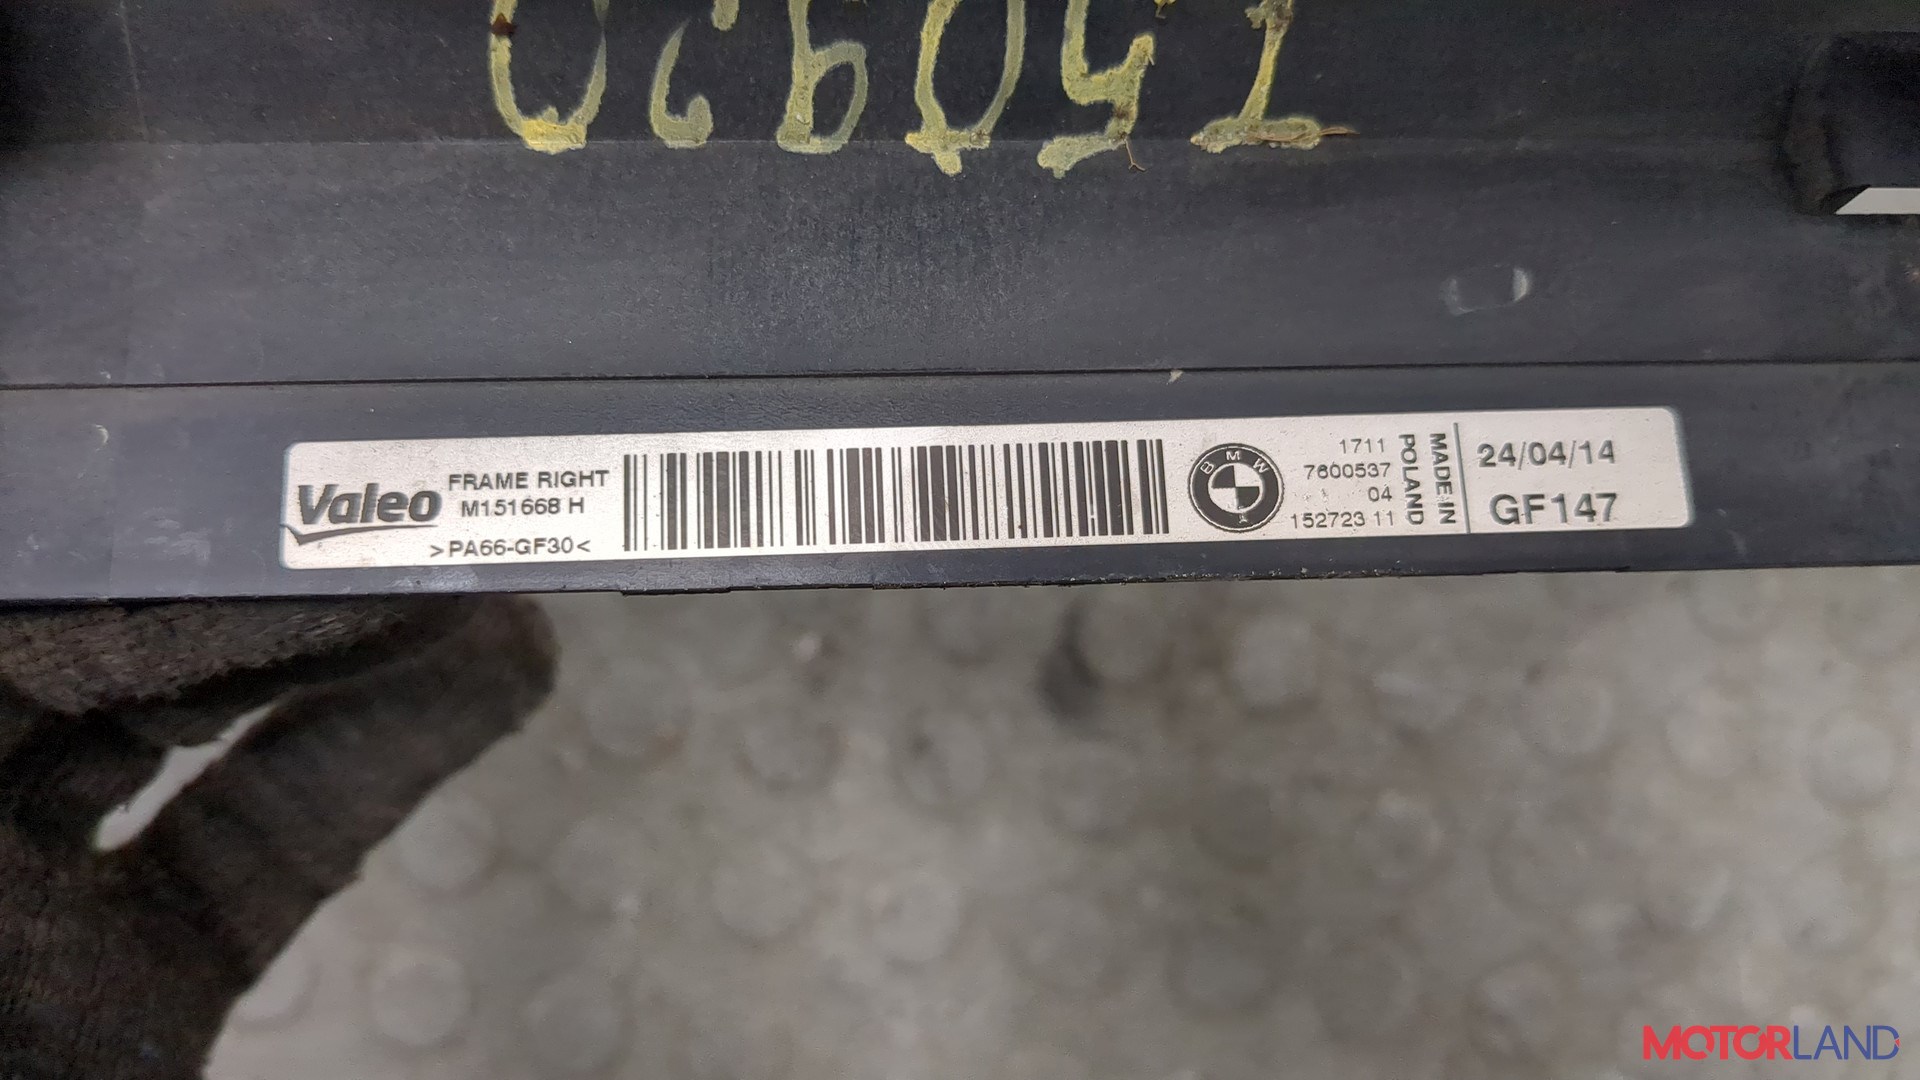 Valeo
FRAME RIGHT
M151668 H
>PA66-GF30<
BMW
1711
7600537
04
152723 11
MADE IN
POLAND
24/04/14
GF147
MOTORLAND